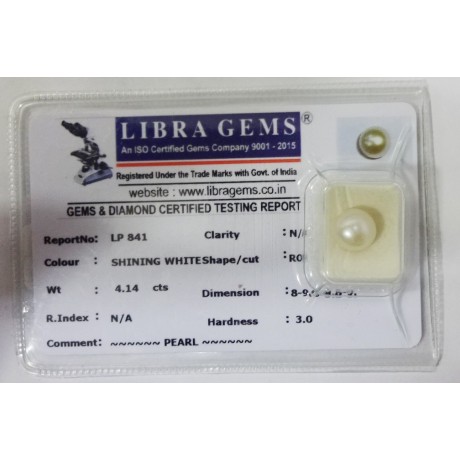 LIBRA GEMS ®
An ISO Certified Gems Company 9001 - 2015
Registered Under the Trade Marks with Govt. of India
website : www.libragems.co.in
GEMS & DIAMOND CERTIFIED TESTING REPORT
ReportNo: LP 841 Clarity : N/A
Colour : SHINING WHITE Shape/cut :
Wt : 4.14 cts Dimension :
R.Index : N/A Hardness : 3.0
Comment: ~~~~~~ PEARL ~~~~~~